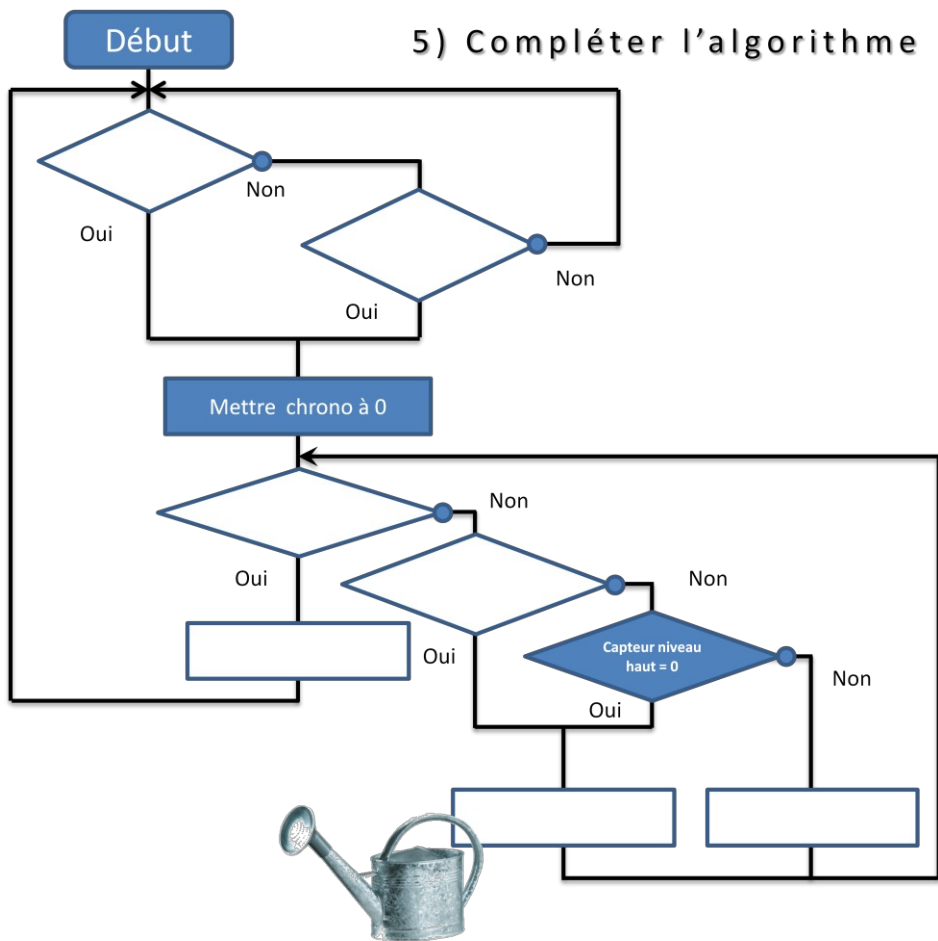 Début
5) Compléter l'algorithme
Non
Oui
Non
Oui
Mettre chrono à 0
Non
Oui
Non
Capteur niveau
haut = 0
Oui
Non
Oui